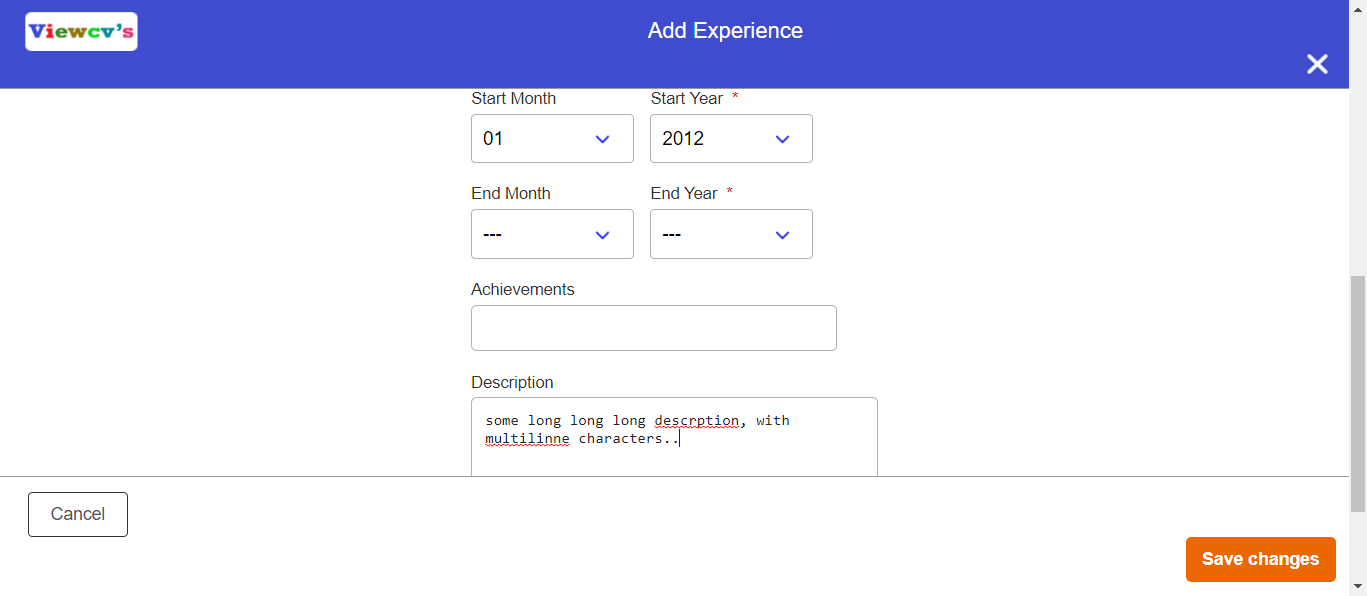 Viewcv's
Add Experience
Start Month
Start Year *
01
2012
End Month
End Year *
---
---
Achievements
Description
some long long long descrption, with
multilinne characters..
Cancel
Save changes